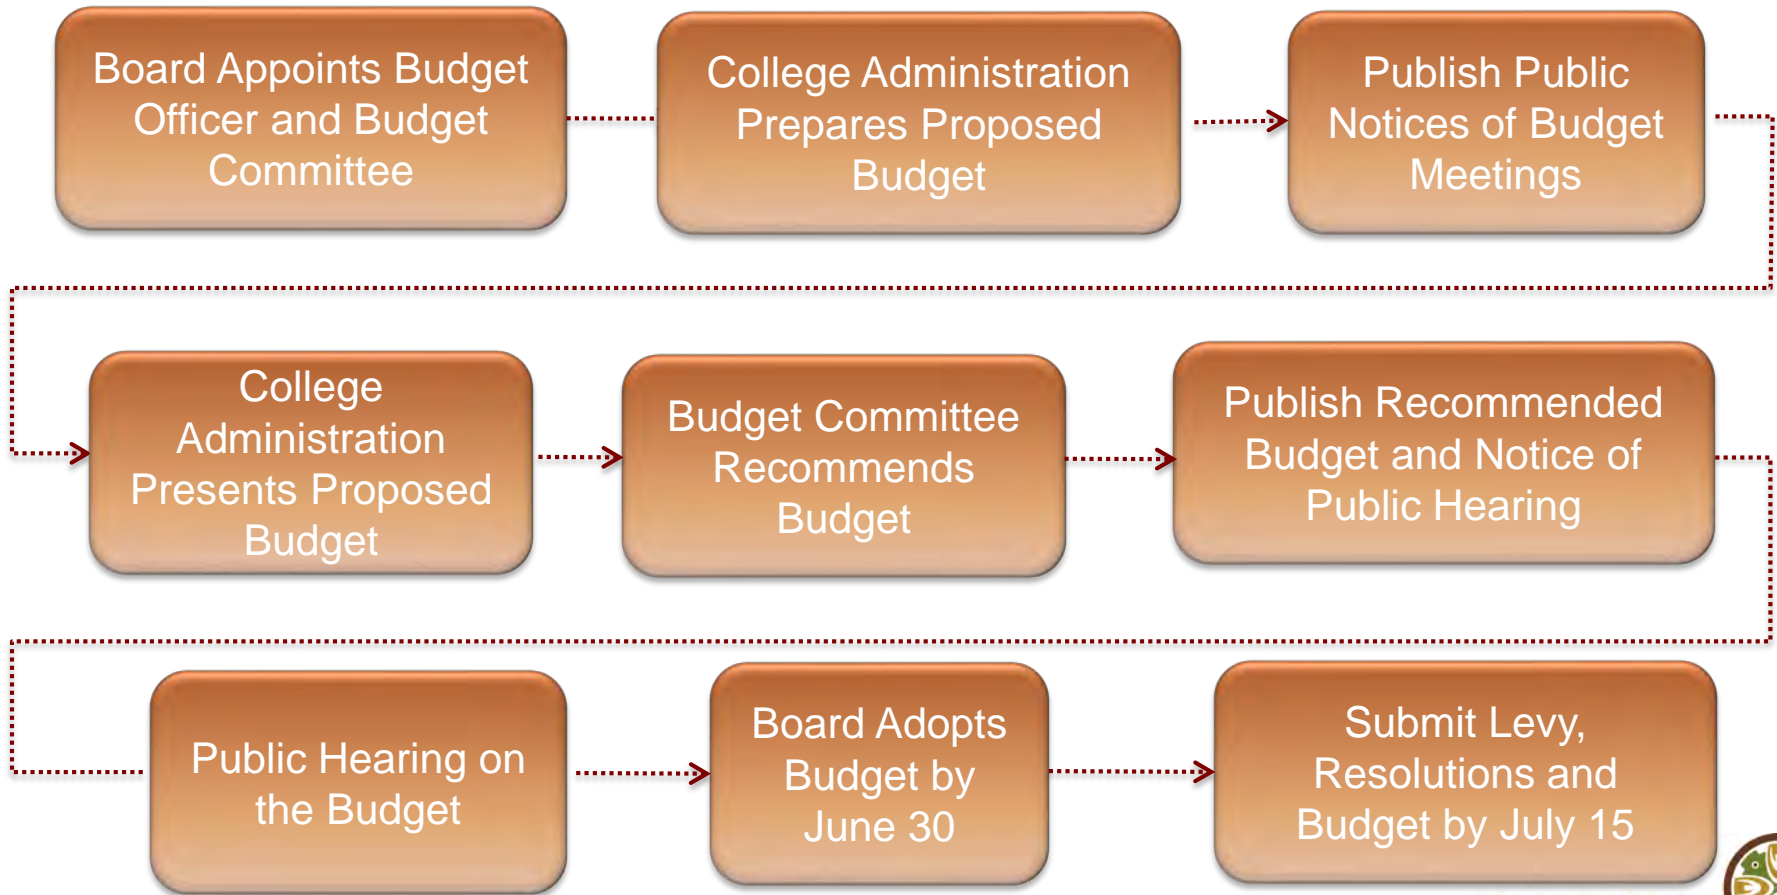 Board Appoints Budget
Officer and Budget
Committee
College Administration
Prepares Proposed
Budget
Publish Public
Notices of Budget
Meetings
College
Administration
Presents Proposed
Budget
Budget Committee
Recommends
Budget
Publish Recommended
Budget and Notice of
Public Hearing
Public Hearing on
the Budget
Board Adopts
Budget by
June 30
Submit Levy,
Resolutions and
Budget by July 15